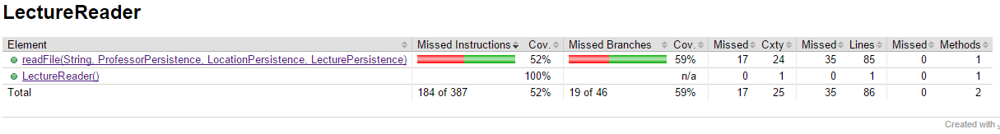 LectureReader
Element Missed Instructions Cov. Missed Branches Cov. Missed Cxty Missed Lines Missed Methods
readFile(String, ProfessorPersistence, LocationPersistence, LecturePersistence) 52% 59% 17 24 35 85 0 1
LectureReader() 100% n/a 0 1 0 1 0 1
Total 184 of 387 52% 19 of 46 59% 17 25 35 86 0 2
Created with